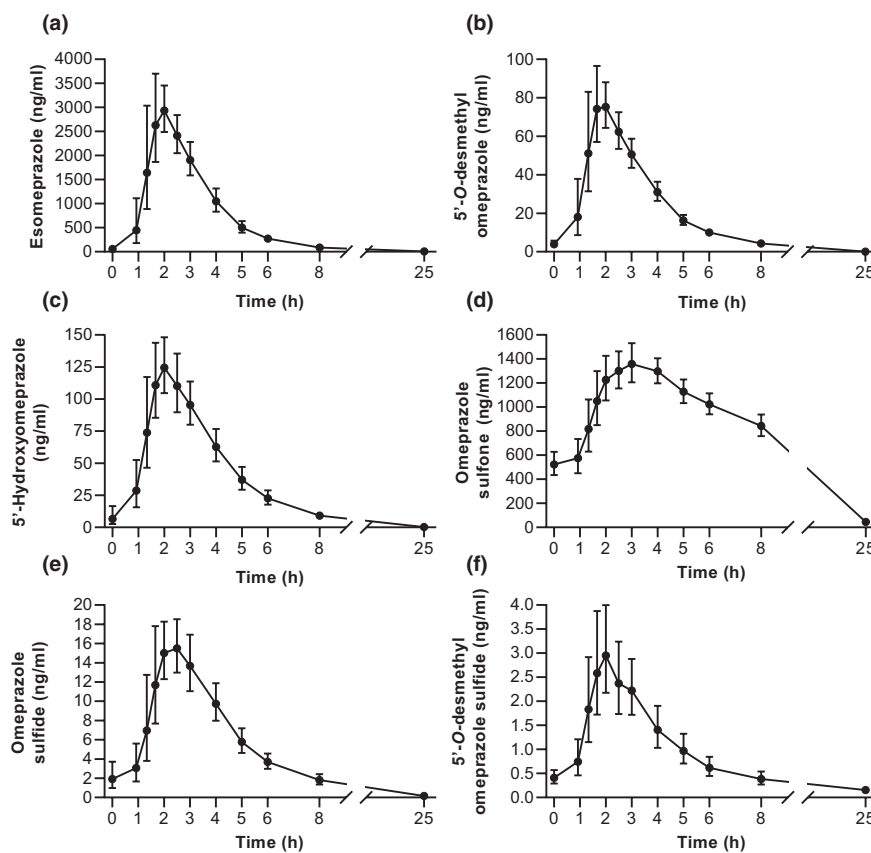 (a)
Esomeprazole (ng/ml)
4000
3500
3000
2500
2000
1500
1000
500
0
0 1 2 3 4 5 6 8 25
Time (h)
(b)
5'-O-desmethyl
omeprazole (ng/ml)
100
80
60
40
20
0
0 1 2 3 4 5 6 8 25
Time (h)
(c)
5'-Hydroxyomeprazole
(ng/ml)
150
125
100
75
50
25
0
0 1 2 3 4 5 6 8 25
Time (h)
(d)
Omeprazole
sulfone (ng/ml)
1600
1400
1200
1000
800
600
400
200
0
0 1 2 3 4 5 6 8 25
Time (h)
(e)
Omeprazole
sulfide (ng/ml)
20
18
16
14
12
10
8
6
4
2
0
0 1 2 3 4 5 6 8 25
Time (h)
(f)
5'-O-desmethyl
omeprazole sulfide (ng/ml)
4.0
3.5
3.0
2.5
2.0
1.5
1.0
0.5
0.0
0 1 2 3 4 5 6 8 25
Time (h)